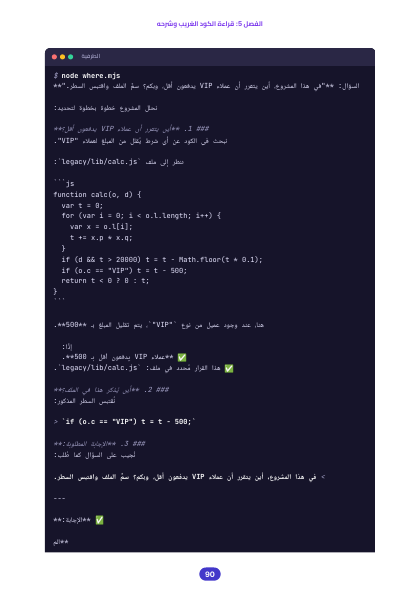 الفصل 5: قراءة الكود الغريب وشرحه
الطرفية
$ node where.mjs
السؤال: **"في هذا المشروع، أين يتقرر أن عملاء VIP يدفعون أقل، وبكم؟ سمِّ الملف واقتبس السطر."**
نحلل المشروع خطوة بخطوة لتحديد:
### 1. **أين يتقرر أن عملاء VIP يدفعون أقل؟**
نبحث في الكود عن أي شرط يُقلل من المبلغ لعملاء "VIP".
ننظر إلى ملف `legacy/lib/calc.js`:
```js
function calc(o, d) {
var t = 0;
for (var i = 0; i < o.l.length; i++) {
var x = o.l[i];
t += x.p * x.q;
}
if (d && t > 20000) t = t - Math.floor(t * 0.1);
if (o.c == "VIP") t = t - 500;
return t < 0 ? 0 : t;
}
```
هنا، عند وجود عميل من نوع `"VIP"`، يتم تقليل المبلغ بـ **500**.
إذًا:
✅ **عملاء VIP يدفعون أقل بـ 500**.
✅ هذا القرار مُحدد في ملف: `legacy/lib/calc.js`.
### 2. **أين يُذكر هذا في الملف؟**
نُقتبس السطر المذكور:
> `if (o.c == "VIP") t = t - 500;`
### 3. **الإجابة المطلوبة:**
نُجيب على السؤال كما طُلب:
> في هذا المشروع، أين يتقرر أن عملاء VIP يدفعون أقل، وبكم؟ سمِّ الملف واقتبس السطر.
---
✅ **الإجابة:**
**الم
90